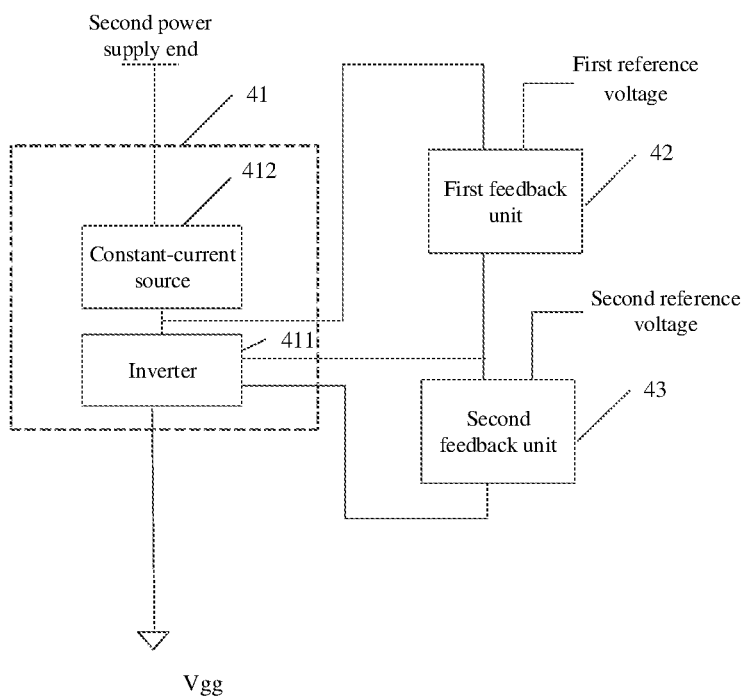 Second power
supply end
41
412
Constant-current
source
411
Inverter
Vgg
First reference
voltage
42
First feedback
unit
Second reference
voltage
43
Second
feedback unit